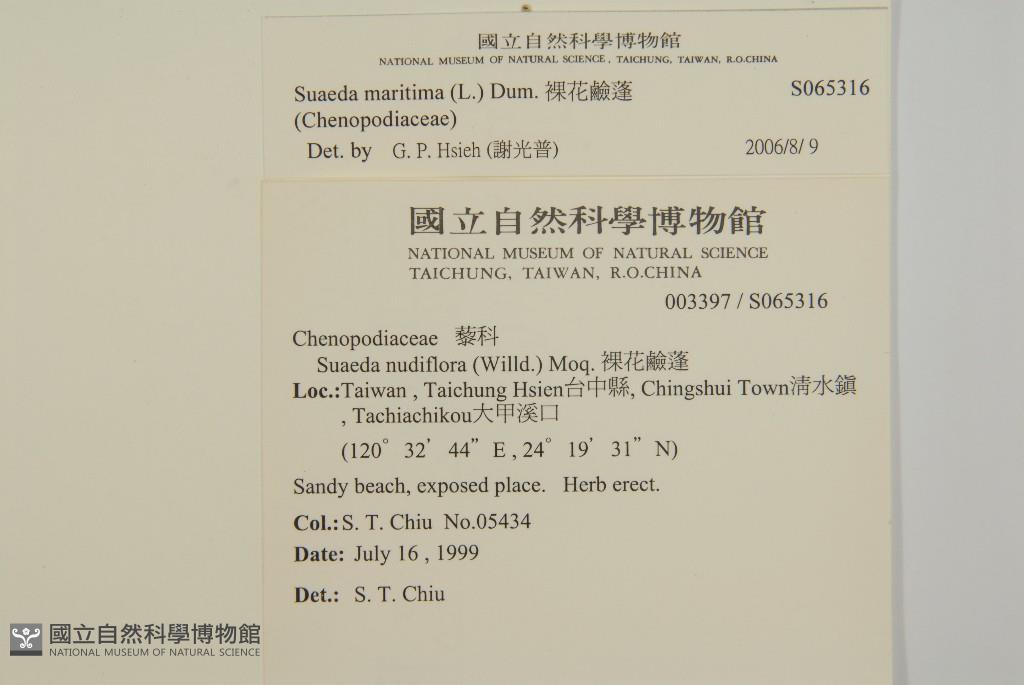 國立自然科學博物館
NATIONAL MUSEUM OF NATURAL SCIENCE, TAICHUNG, TAIWAN, R.O.CHINA
Suaeda maritima (L.) Dum. 裸花鹼蓬 S065316
(Chenopodiaceae)
Det. by G. P. Hsieh (謝光普) 2006/8/ 9
國立自然科學博物館
NATIONAL MUSEUM OF NATURAL SCIENCE
TAICHUNG, TAIWAN, R.O.CHINA
003397 / S065316
Chenopodiaceae 藜科
Suaeda nudiflora (Willd.) Moq. 裸花鹼蓬
Loc.:Taiwan , Taichung Hsien台中縣, Chingshui Town清水鎮
, Tachiachikou大甲溪口
(120° 32’ 44” E , 24° 19’ 31” N)
Sandy beach, exposed place. Herb erect.
Col.: S. T. Chiu No.05434
Date: July 16 , 1999
Det.: S. T. Chiu
國立自然科學博物館
NATIONAL MUSEUM OF NATURAL SCIENCE